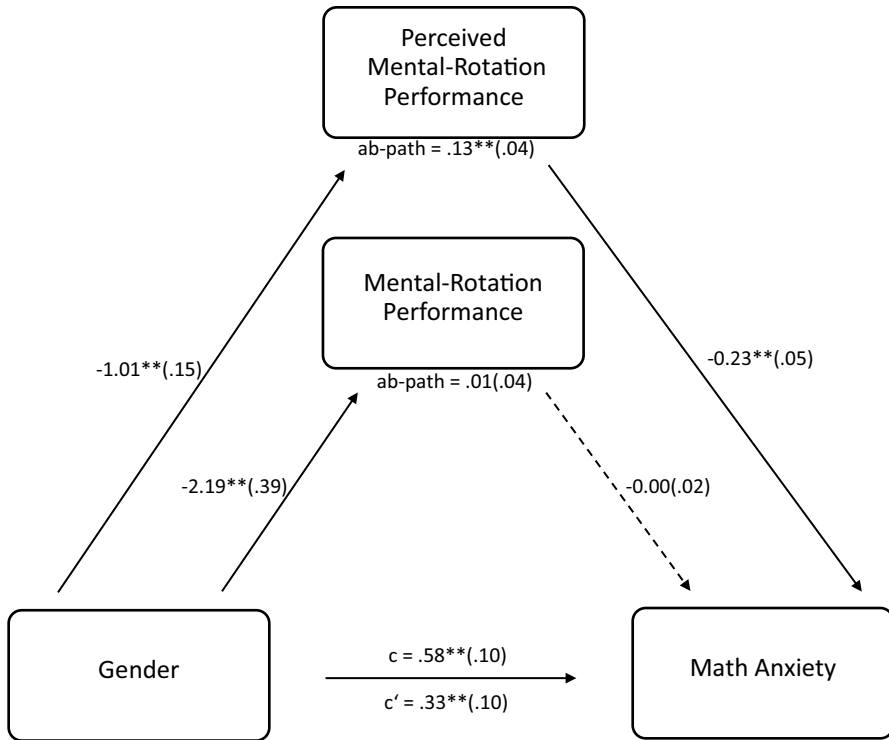 Perceived
Mental-Rotation
Performance
ab-path = .13**(.04)
Mental-Rotation
Performance
ab-path = .01(.04)
-1.01**(.15)
-0.23**(.05)
-2.19**(.39)
-0.00(.02)
Gender
c = .58**(.10)
c‘ = .33**(.10)
Math Anxiety